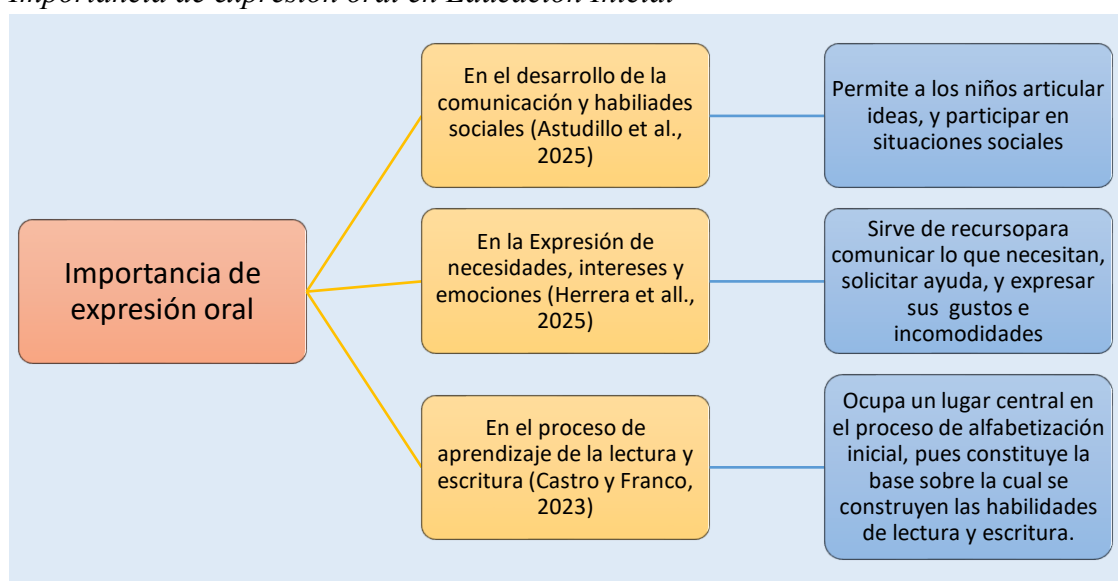 Importancia de expresión oral en Educación Inicial
En el desarrollo de la
comunicación y habiliades
sociales (Astudillo et al.,
2025)
Permite a los niños articular
ideas, y participar en
situaciones sociales
Importancia de
expresión oral
En la Expresión de
necesidades, intereses y
emociones (Herrera et all.,
2025)
Sirve de recursopara
comunicar lo que necesitan,
solicitar ayuda, y expresar
sus gustos e
incomodidades
En el proceso de
aprendizaje de la lectura y
escritura (Castro y Franco,
2023)
Ocupa un lugar central en
el proceso de alfabetización
inicial, pues constituye la
base sobre la cual se
construyen las habilidades
de lectura y escritura.